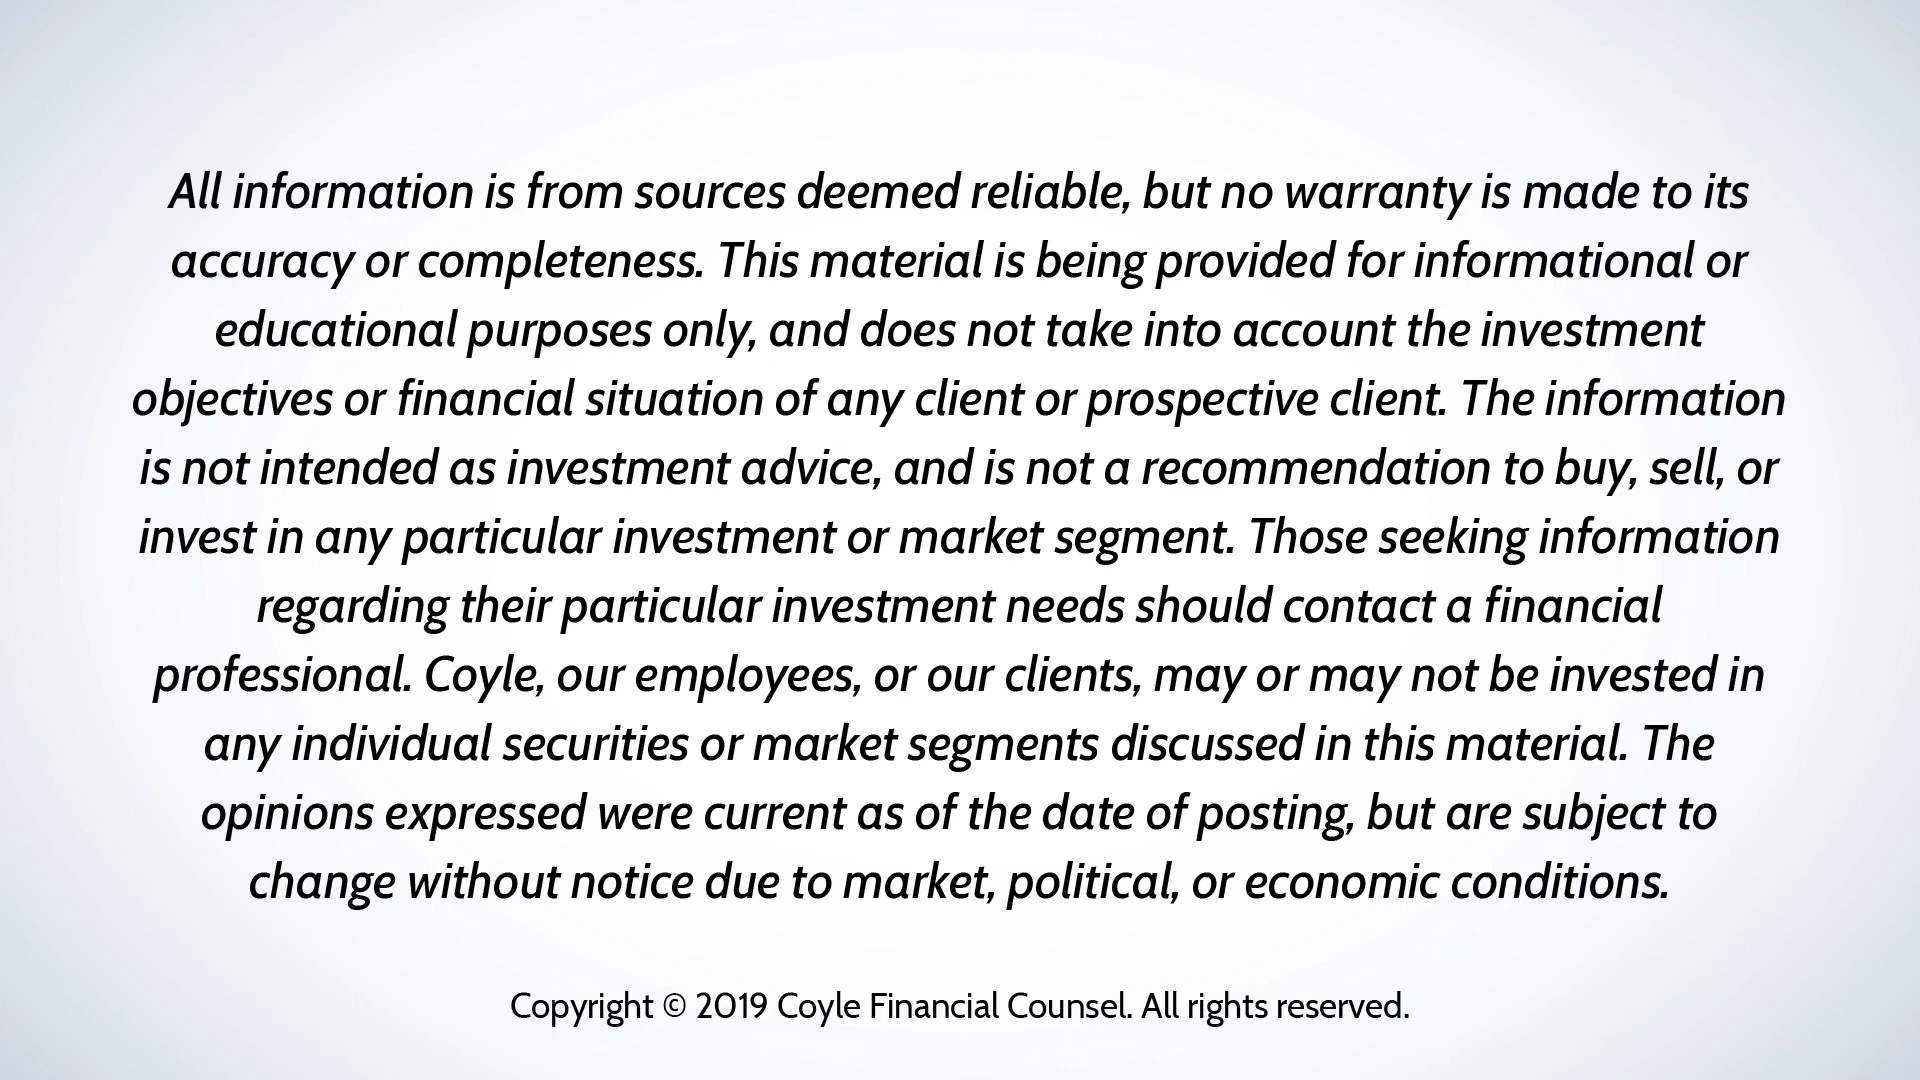 All information is from sources deemed reliable, but no warranty is made to its
accuracy or completeness. This material is being provided for informational or
educational purposes only, and does not take into account the investment
objectives or financial situation of any client or prospective client. The information
is not intended as investment advice, and is not a recommendation to buy, sell, or
invest in any particular investment or market segment. Those seeking information
regarding their particular investment needs should contact a financial
professional. Coyle, our employees, or our clients, may or may not be invested in
any individual securities or market segments discussed in this material. The
opinions expressed were current as of the date of posting, but are subject to
change without notice due to market, political, or economic conditions.
Copyright © 2019 Coyle Financial Counsel. All rights reserved.